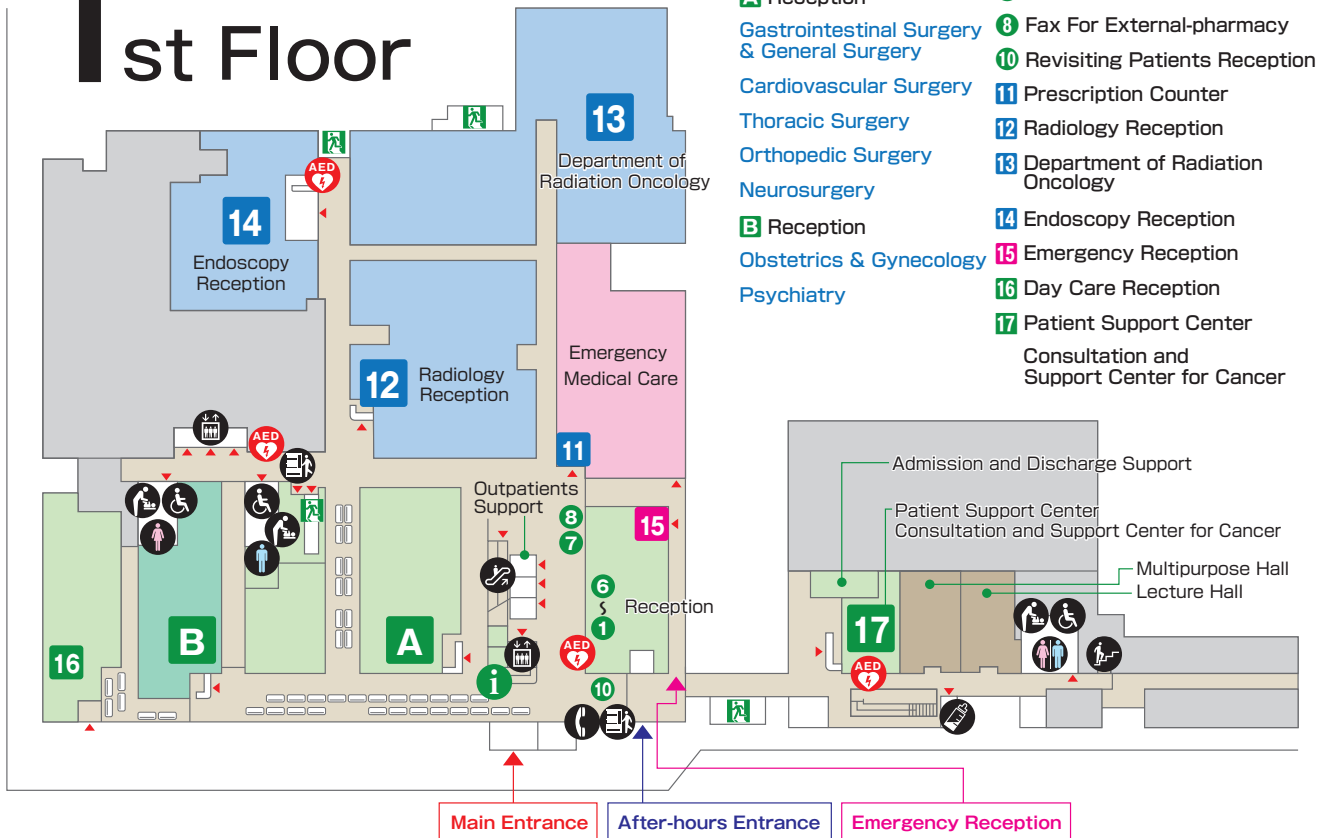 1st Floor
A Reception
Gastrointestinal Surgery
& General Surgery
Cardiovascular Surgery
Thoracic Surgery
Orthopedic Surgery
Neurosurgery
B Reception
Obstetrics & Gynecology
Psychiatry
8 Fax For External-pharmacy
10 Revisiting Patients Reception
11 Prescription Counter
12 Radiology Reception
13 Department of Radiation
Oncology
14 Endoscopy Reception
15 Emergency Reception
16 Day Care Reception
17 Patient Support Center
Consultation and
Support Center for Cancer
13
Department of
Radiation Oncology
AED
14
Endoscopy
Reception
12
Radiology
Reception
Emergency
Medical Care
AED
11
Outpatients
Support
8
7
15
6
1
Reception
16
B
A
i
AED
10
Admission and Discharge Support
Patient Support Center
Consultation and Support Center for Cancer
Multipurpose Hall
Lecture Hall
17
AED
Main Entrance
After-hours Entrance
Emergency Reception